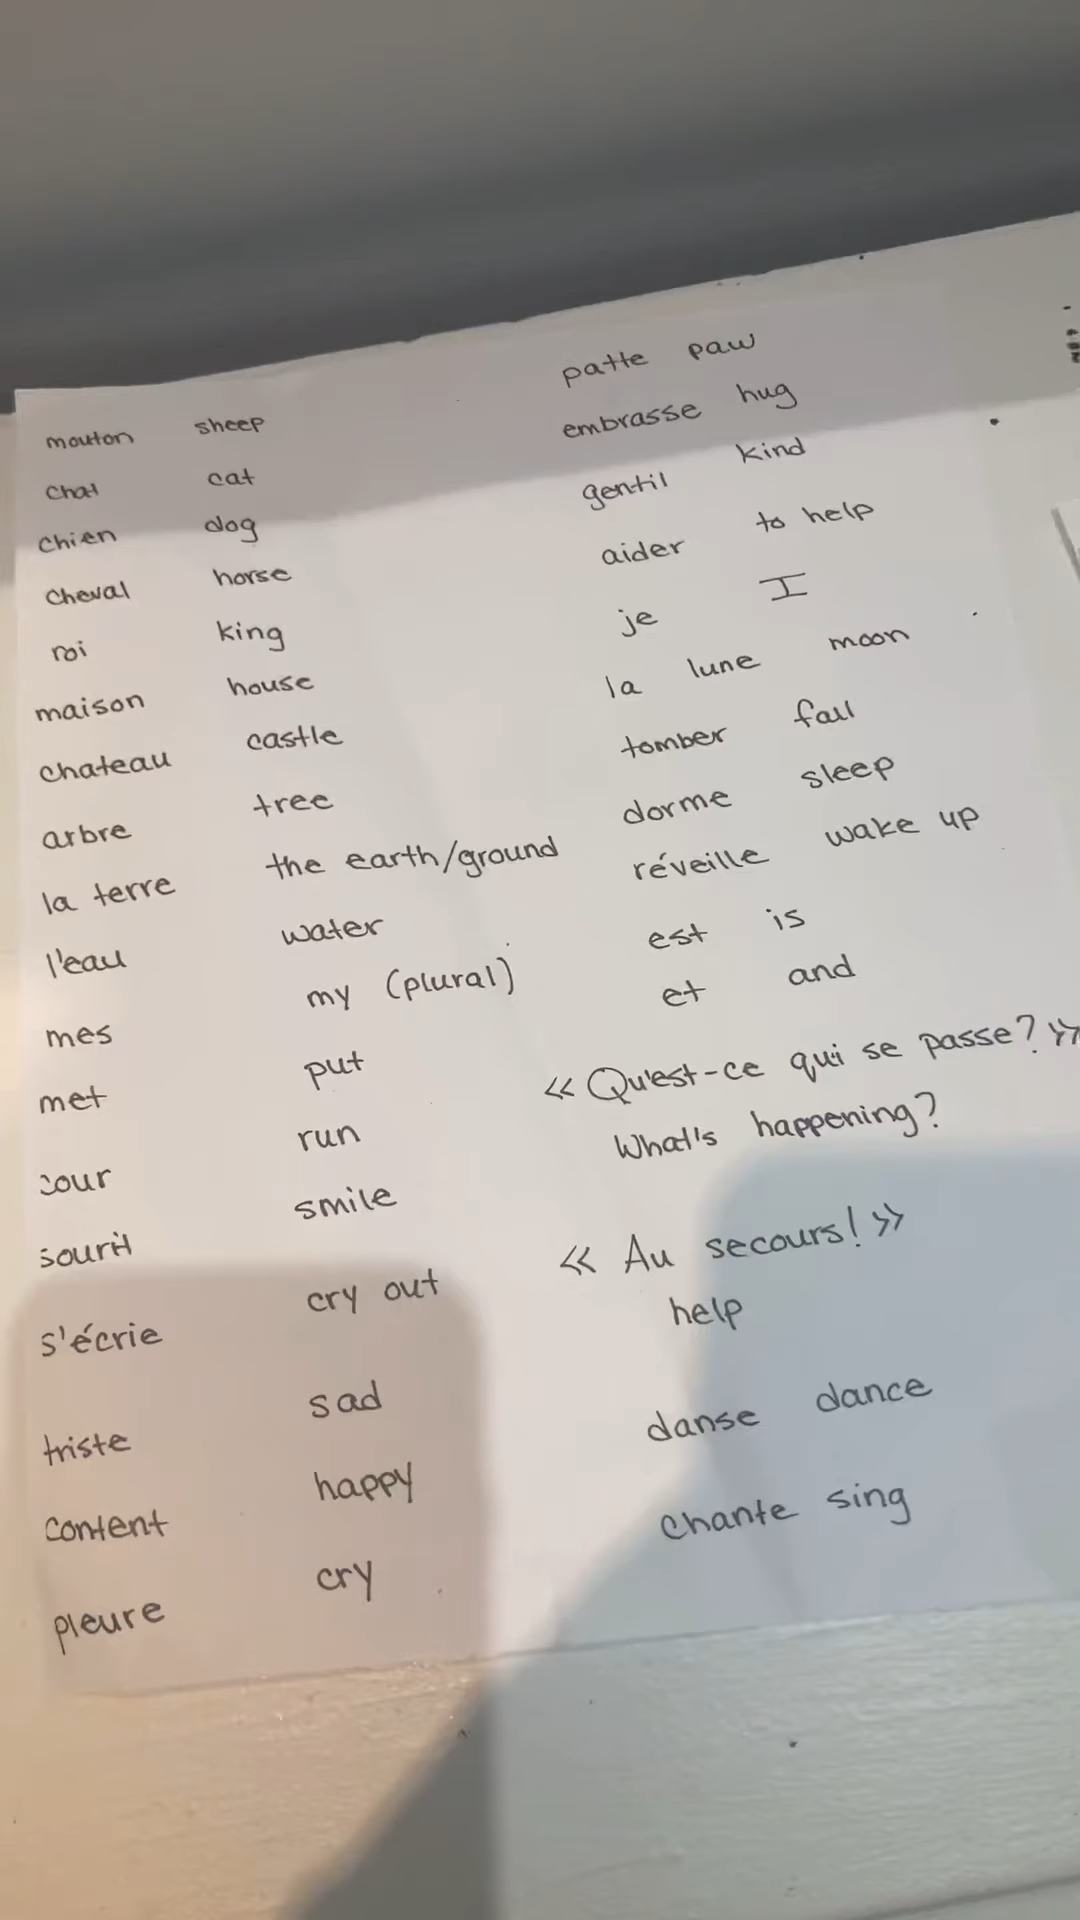 mouton sheep
chat cat
chien dog
cheval horse
roi king
maison house
chateau castle
arbre tree
la terre the earth/ground
l'eau water
mes my (plural)
met put
cour run
sourit smile
s'écrie cry out
triste sad
content happy
pleure cry
patte paw
embrasse hug
gentil kind
aider to help
je I
la lune moon
tomber fall
dorme sleep
réveille wake up
est is
et and
« Qu'est-ce qui se passe? »
What's happening?
« Au secours! »
help
danse dance
chante sing